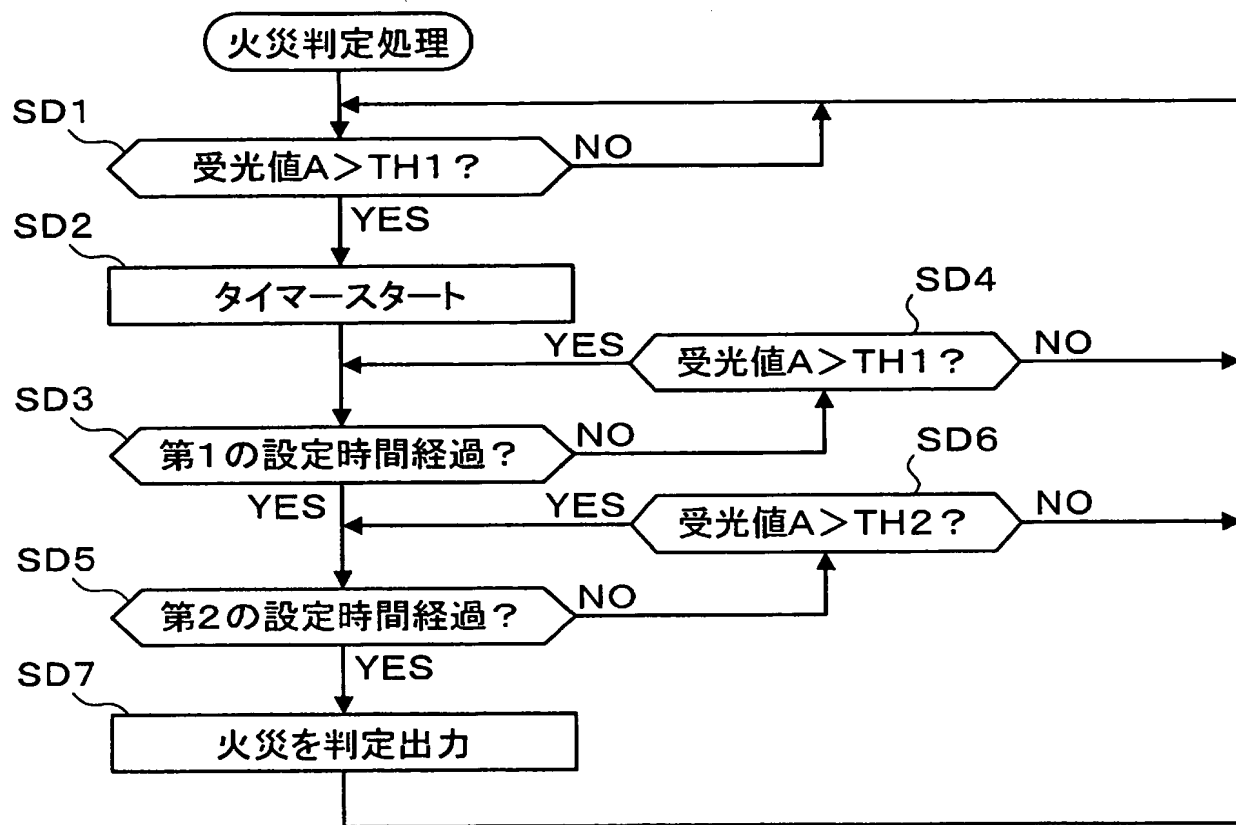 火災判定処理
SD1
受光値A＞TH1？
NO
YES
SD2
タイマースタート
SD4
YES
受光値A＞TH1？
NO
SD3
第1の設定時間経過？
NO
SD6
YES
YES
受光値A＞TH2？
NO
SD5
第2の設定時間経過？
NO
YES
SD7
火災を判定出力